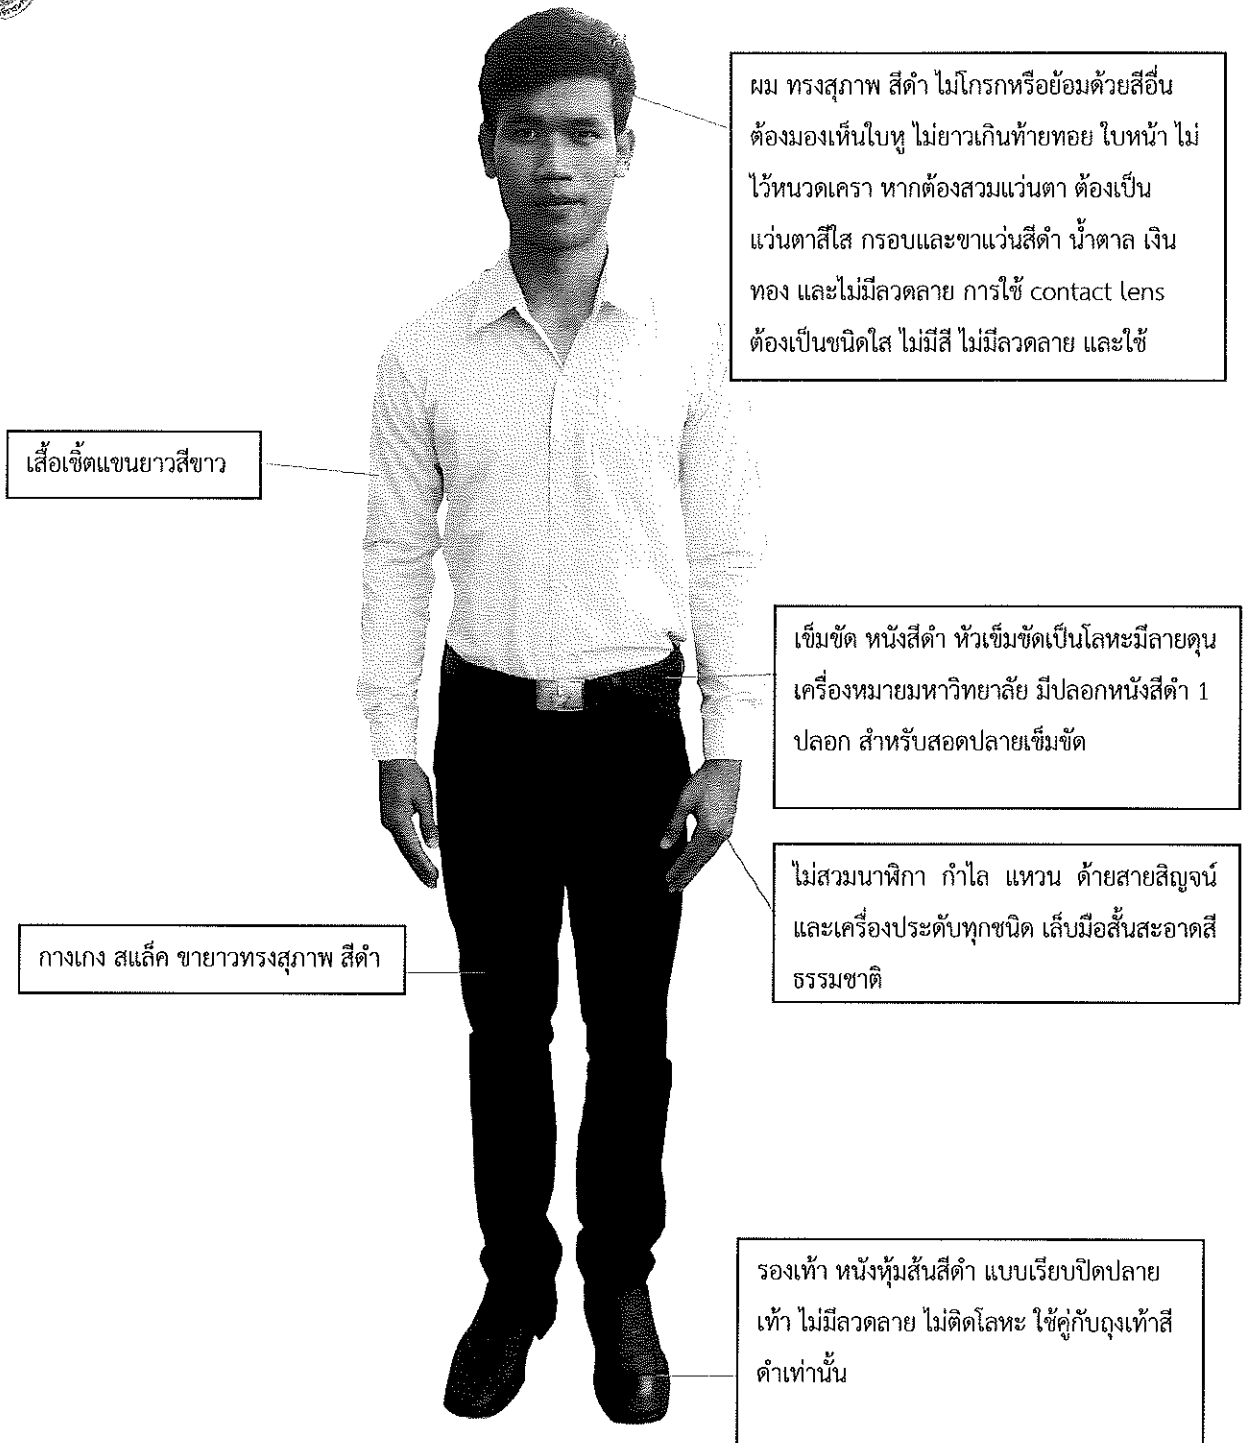 ผม ทรงสุภาพ สีดำ ไม่โกรกหรือย้อมด้วยสีอื่น
ต้องมองเห็นใบหู ไม่ยาวเกินท้ายทอย ใบหน้า ไม่
ไว้หนวดเครา หากต้องสวมแว่นตา ต้องเป็น
แว่นตาสีใส กรอบและขาแว่นสีดำ น้ำตาล เงิน
ทอง และไม่มีลวดลาย การใช้ contact lens
ต้องเป็นชนิดใส ไม่มีสี ไม่มีลวดลาย และใช้
เสื้อเชิ้ตแขนยาวสีขาว
เข็มขัด หนังสีดำ หัวเข็มขัดเป็นโลหะมีลายดุน
เครื่องหมายมหาวิทยาลัย มีปลอกหนังสีดำ 1
ปลอก สำหรับสอดปลายเข็มขัด
ไม่สวมนาฬิกา กำไล แหวน ด้ายสายสิญจน์
และเครื่องประดับทุกชนิด เล็บมือสั้นสะอาดสี
ธรรมชาติ
กางเกง สแล็ค ขายาวทรงสุภาพ สีดำ
รองเท้า หนังหุ้มส้นสีดำ แบบเรียบปิดปลาย
เท้า ไม่มีลวดลาย ไม่ติดโลหะ ใช้คู่กับถุงเท้าสี
ดำเท่านั้น